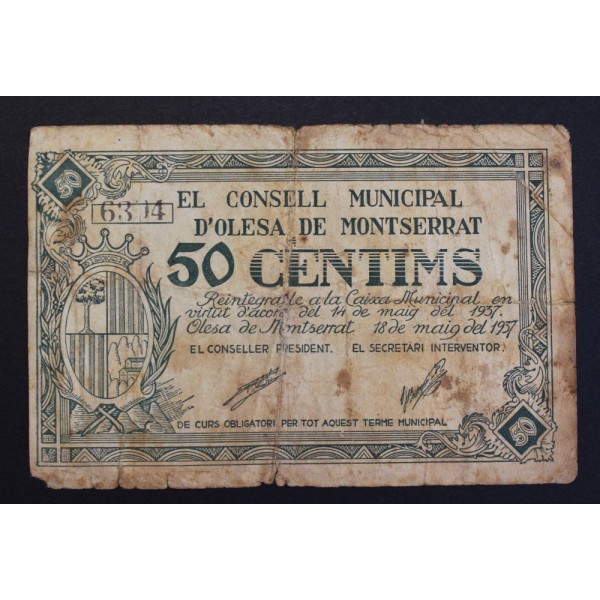 50
6304
EL CONSELL MUNICIPAL
D'OLESA DE MONTSERRAT
50 CENTIMS
Reintegrable a la Caixa Municipal en
virtut d'acord del 14 de maig del 1937.
Olesa de Montserrat 18 de maig del 1937
EL CONSELLER PRESIDENT. EL SECRETARI INTERVENTOR.
DE CURS OBLIGATORI PER TOT AQUEST TERME MUNICIPAL
50